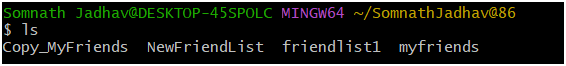 Somnath Jadhav@DESKTOP-45SPOLC MINGW64 ~/SomnathJadhav@86
$ ls
Copy_MyFriends  NewFriendList  friendlist1  myfriends